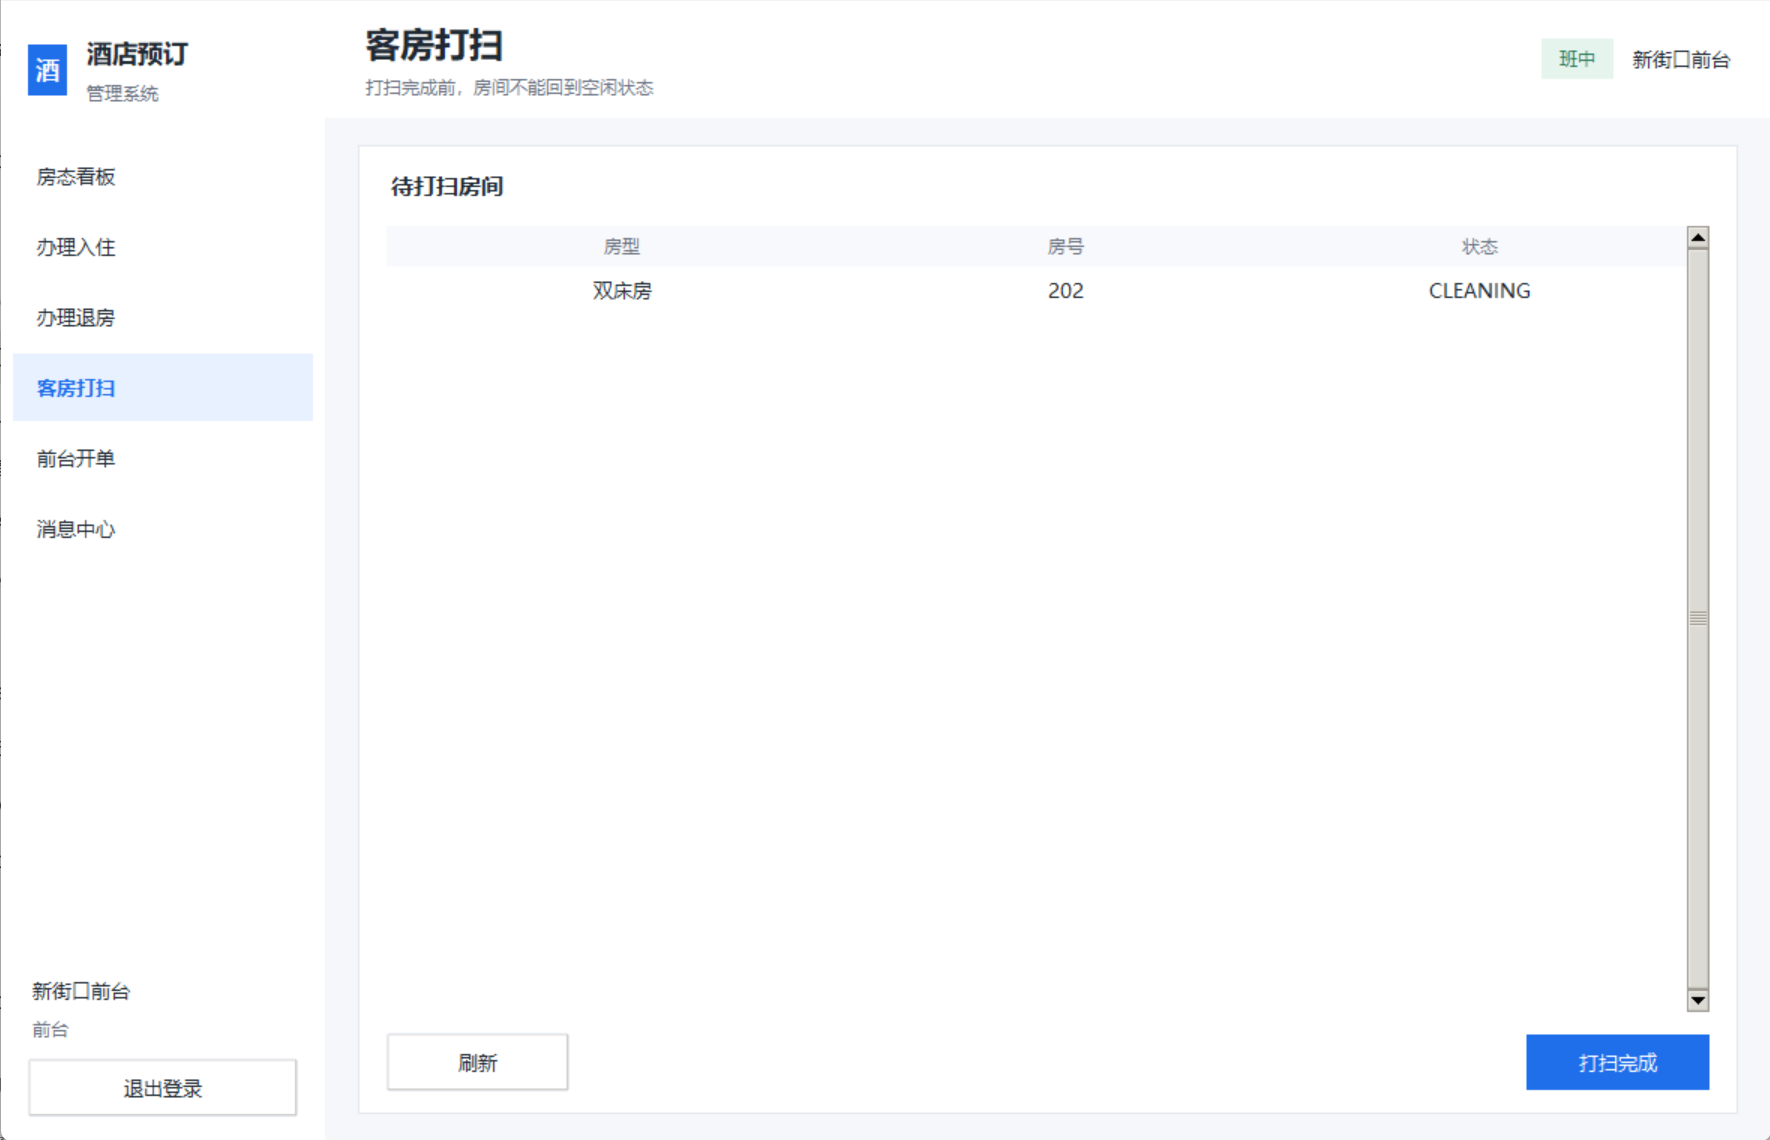 酒
酒店预订
管理系统
房态看板
办理入住
办理退房
客房打扫
前台开单
消息中心
新街口前台
前台
退出登录
客房打扫
打扫完成前，房间不能回到空闲状态
班中
新街口前台
待打扫房间
房型 房号 状态
双床房 202 CLEANING
刷新
打扫完成